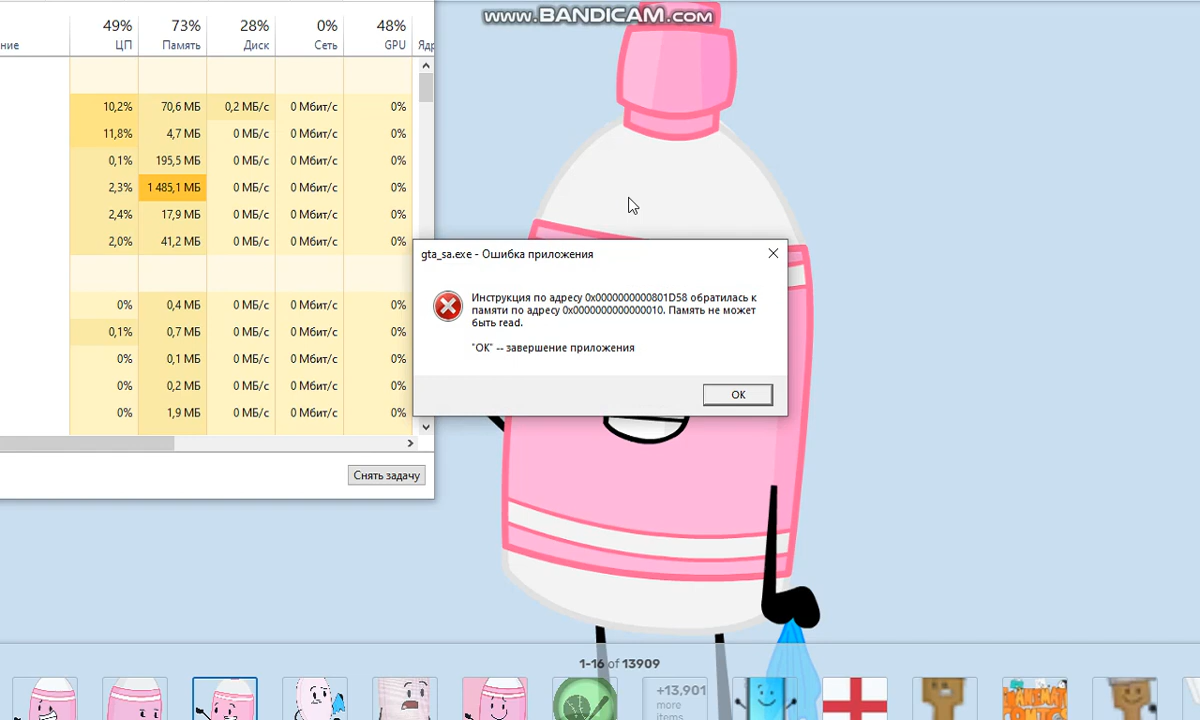 www.BANDICAM.com
49% 73% 28% 0% 48%
ние ЦП Память Диск Сеть GPU Ядр
10,2% 70,6 МБ 0,2 МБ/с 0 Мбит/с 0%
11,8% 4,7 МБ 0 МБ/с 0 Мбит/с 0%
0,1% 195,5 МБ 0 МБ/с 0 Мбит/с 0%
2,3% 1 485,1 МБ 0 МБ/с 0 Мбит/с 0%
2,4% 17,9 МБ 0 МБ/с 0 Мбит/с 0%
2,0% 41,2 МБ 0 МБ/с 0 Мбит/с 0%
0% 0,4 МБ 0 МБ/с 0 Мбит/с 0%
0,1% 0,7 МБ 0 МБ/с 0 Мбит/с 0%
0% 0,1 МБ 0 МБ/с 0 Мбит/с 0%
0% 0,2 МБ 0 МБ/с 0 Мбит/с 0%
0% 1,9 МБ 0 МБ/с 0 Мбит/с 0%
Снять задачу
gta_sa.exe - Ошибка приложения
Инструкция по адресу 0x0000000000801D58 обратилась к
памяти по адресу 0x0000000000000010. Память не может
быть read.
"ОК" -- завершение приложения
ОК
1-16 of 13909
+13,901
more
items